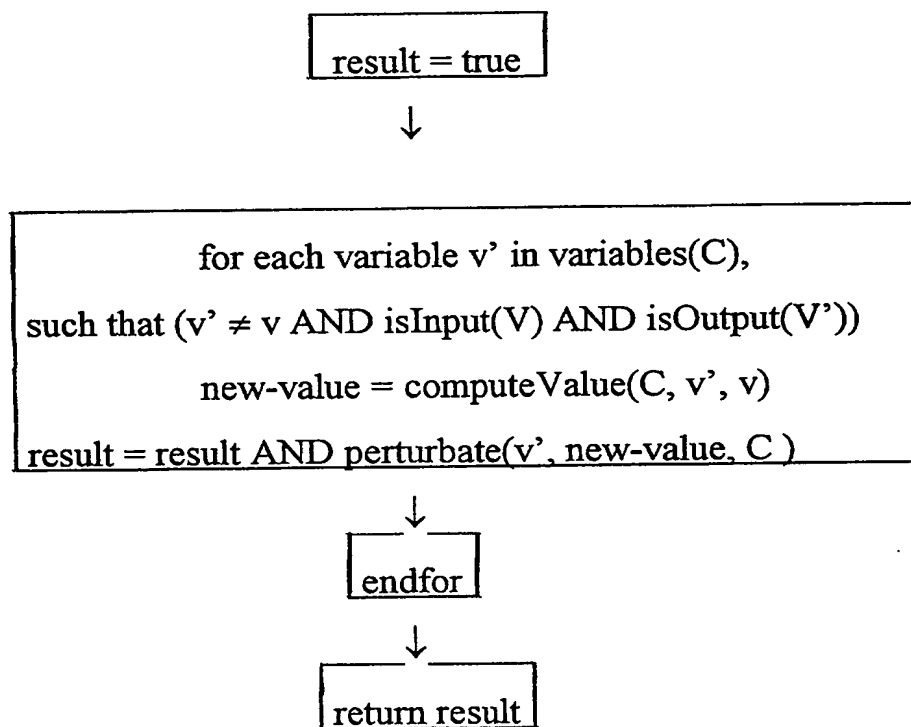 result = true
↓
for each variable v’ in variables(C),
such that (v’ ≠ v AND isInput(V) AND isOutput(V’))
new-value = computeValue(C, v’, v)
result = result AND perturbate(v’, new-value, C )
↓
endfor
↓
return result